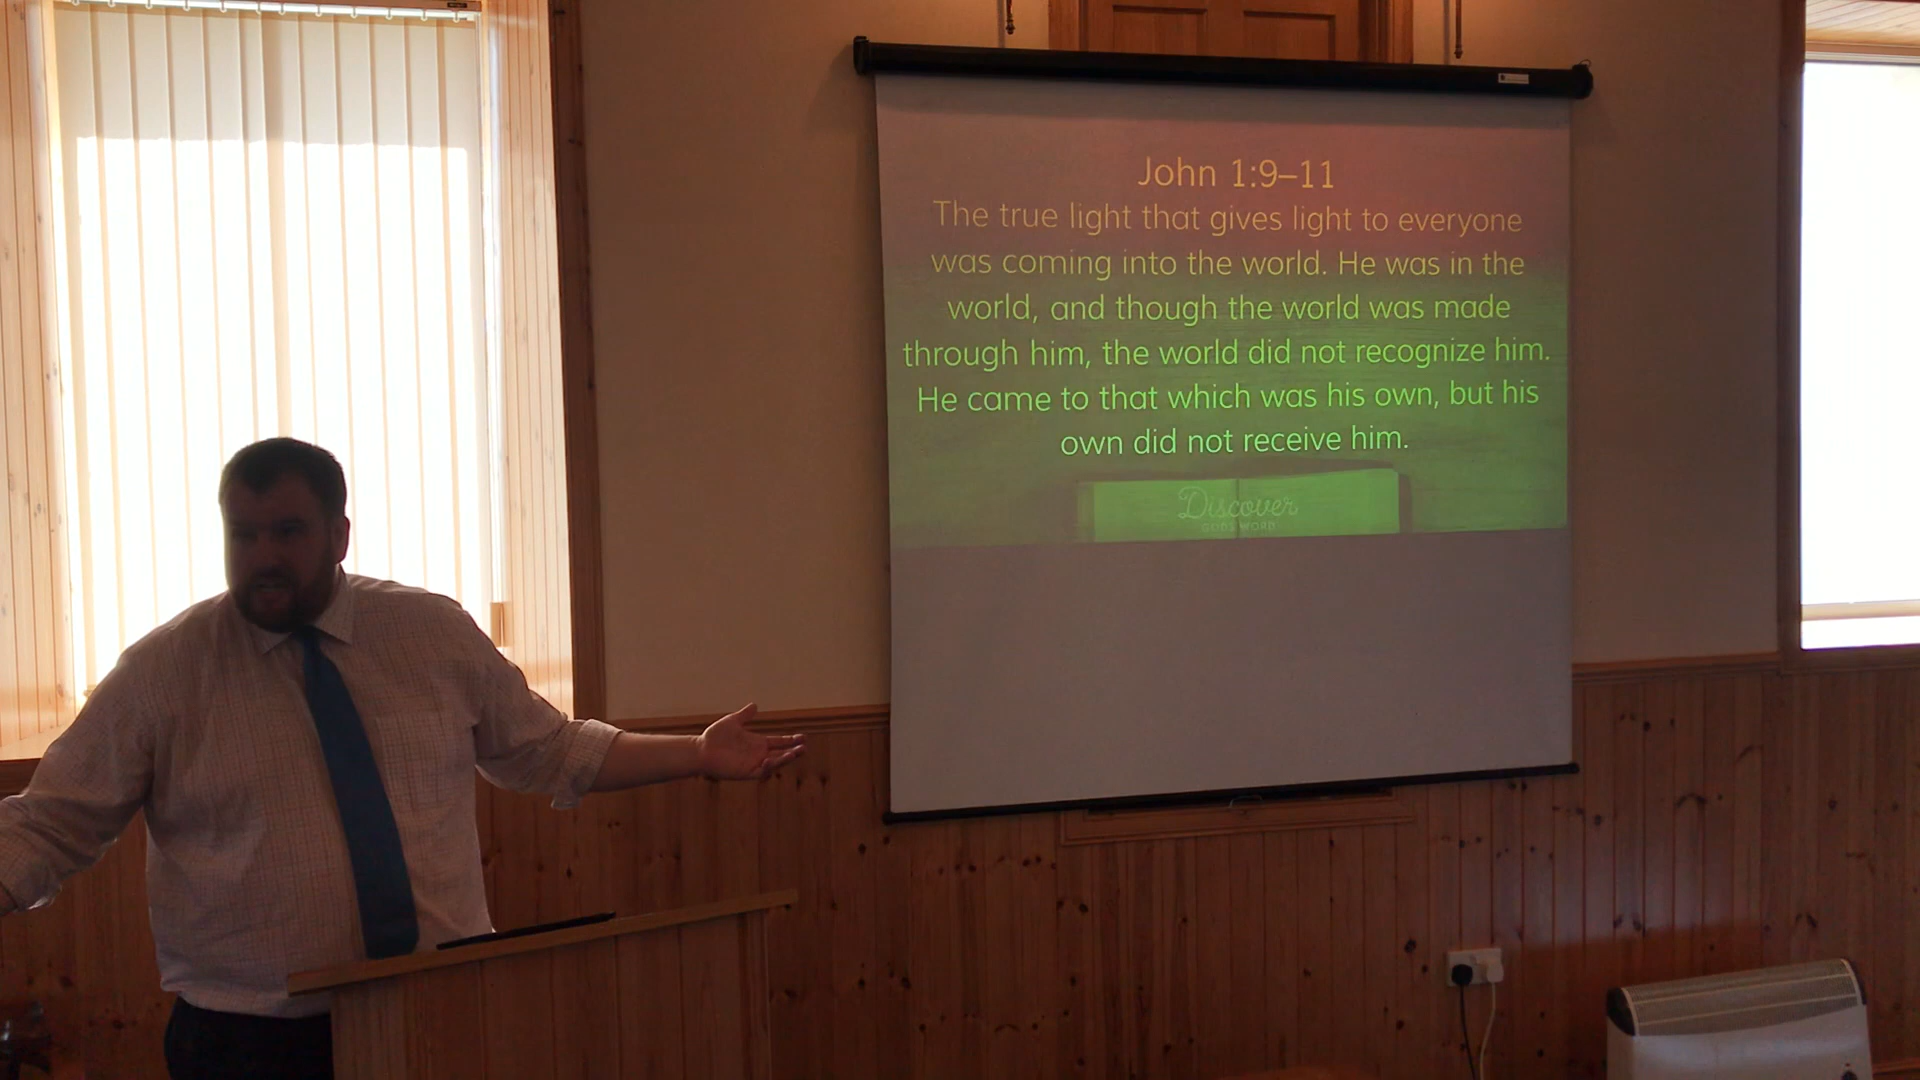 John 1:9–11
The true light that gives light to everyone
was coming into the world. He was in the
world, and though the world was made
through him, the world did not recognize him.
He came to that which was his own, but his
own did not receive him.
Discover
GOD'S WORD